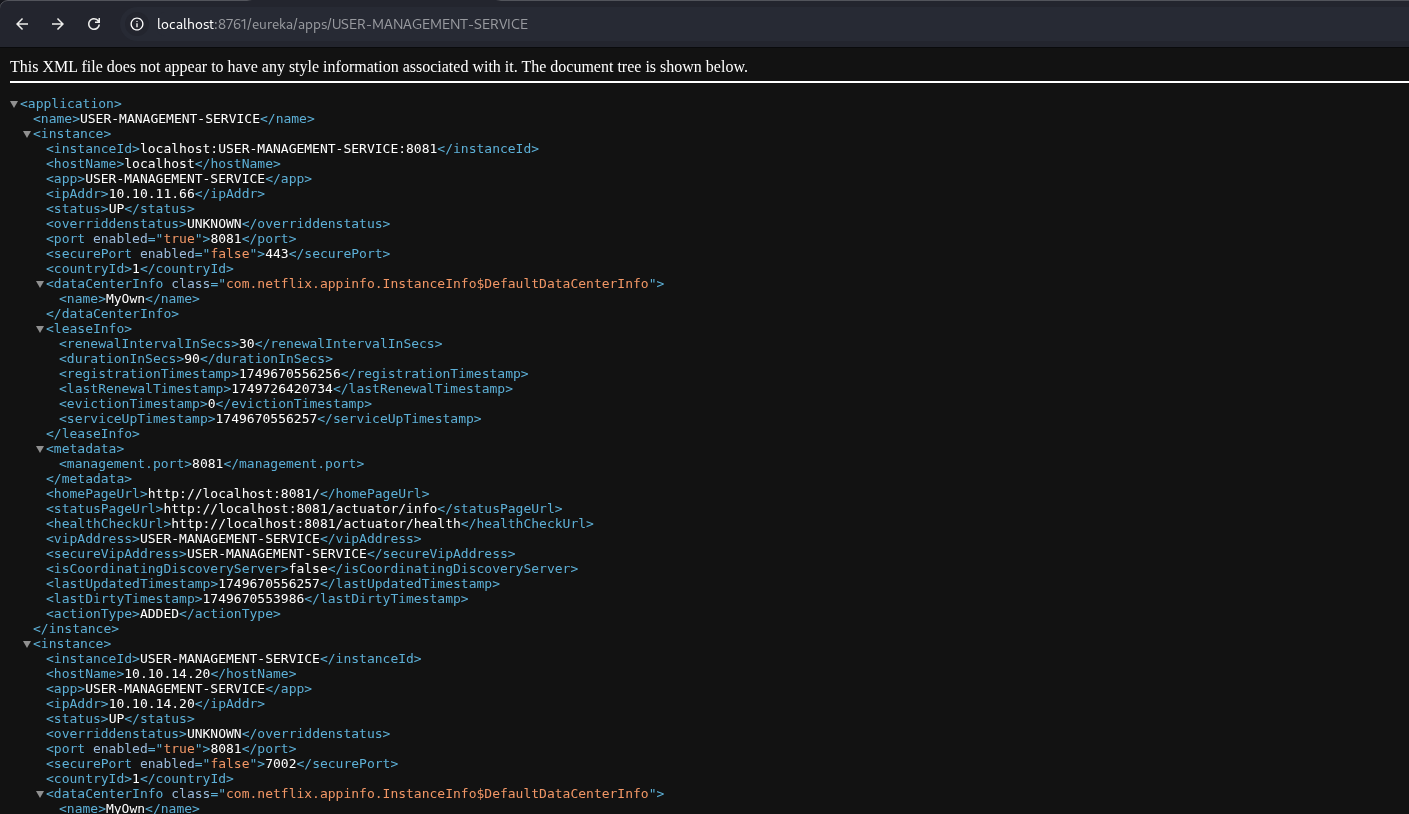 localhost:8761/eureka/apps/USER-MANAGEMENT-SERVICE
This XML file does not appear to have any style information associated with it. The document tree is shown below.
<application>
<name>USER-MANAGEMENT-SERVICE</name>
<instance>
<instanceId>localhost:USER-MANAGEMENT-SERVICE:8081</instanceId>
<hostName>localhost</hostName>
<app>USER-MANAGEMENT-SERVICE</app>
<ipAddr>10.10.11.66</ipAddr>
<status>UP</status>
<overriddenstatus>UNKNOWN</overriddenstatus>
<port enabled="true">8081</port>
<securePort enabled="false">443</securePort>
<countryId>1</countryId>
<dataCenterInfo class="com.netflix.appinfo.InstanceInfo$DefaultDataCenterInfo">
<name>MyOwn</name>
</dataCenterInfo>
<leaseInfo>
<renewalIntervalInSecs>30</renewalIntervalInSecs>
<durationInSecs>90</durationInSecs>
<registrationTimestamp>1749670556256</registrationTimestamp>
<lastRenewalTimestamp>1749726420734</lastRenewalTimestamp>
<evictionTimestamp>0</evictionTimestamp>
<serviceUpTimestamp>1749670556257</serviceUpTimestamp>
</leaseInfo>
<metadata>
<management.port>8081</management.port>
</metadata>
<homePageUrl>http://localhost:8081/</homePageUrl>
<statusPageUrl>http://localhost:8081/actuator/info</statusPageUrl>
<healthCheckUrl>http://localhost:8081/actuator/health</healthCheckUrl>
<vipAddress>USER-MANAGEMENT-SERVICE</vipAddress>
<secureVipAddress>USER-MANAGEMENT-SERVICE</secureVipAddress>
<isCoordinatingDiscoveryServer>false</isCoordinatingDiscoveryServer>
<lastUpdatedTimestamp>1749670556257</lastUpdatedTimestamp>
<lastDirtyTimestamp>1749670553986</lastDirtyTimestamp>
<actionType>ADDED</actionType>
</instance>
<instance>
<instanceId>USER-MANAGEMENT-SERVICE</instanceId>
<hostName>10.10.14.20</hostName>
<app>USER-MANAGEMENT-SERVICE</app>
<ipAddr>10.10.14.20</ipAddr>
<status>UP</status>
<overriddenstatus>UNKNOWN</overriddenstatus>
<port enabled="true">8081</port>
<securePort enabled="false">7002</securePort>
<countryId>1</countryId>
<dataCenterInfo class="com.netflix.appinfo.InstanceInfo$DefaultDataCenterInfo">
<name>MyOwn</name>